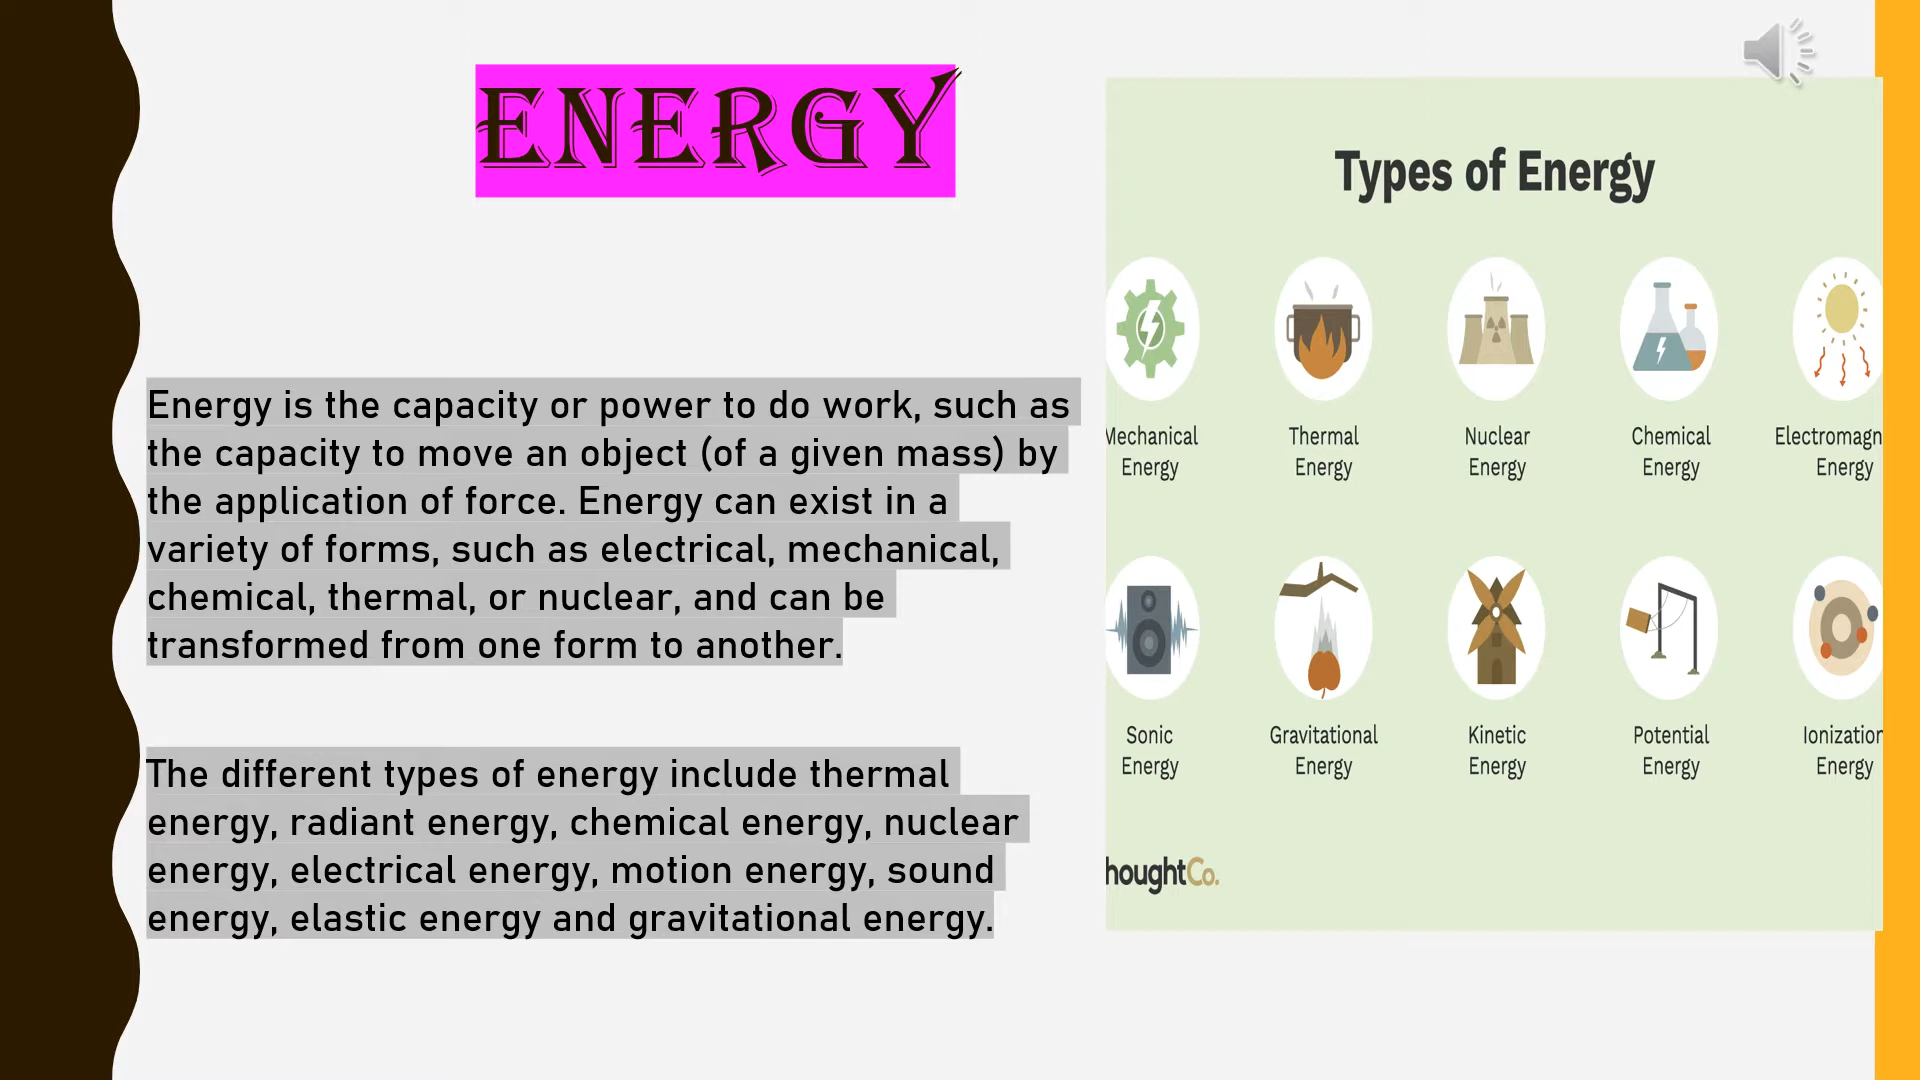 ENERGY
Energy is the capacity or power to do work, such as
the capacity to move an object (of a given mass) by
the application of force. Energy can exist in a
variety of forms, such as electrical, mechanical,
chemical, thermal, or nuclear, and can be
transformed from one form to another.
The different types of energy include thermal
energy, radiant energy, chemical energy, nuclear
energy, electrical energy, motion energy, sound
energy, elastic energy and gravitational energy.
Types of Energy
Mechanical Energy
Thermal Energy
Nuclear Energy
Chemical Energy
Electromagn Energy
Sonic Energy
Gravitational Energy
Kinetic Energy
Potential Energy
Ionization Energy
houghtCo.